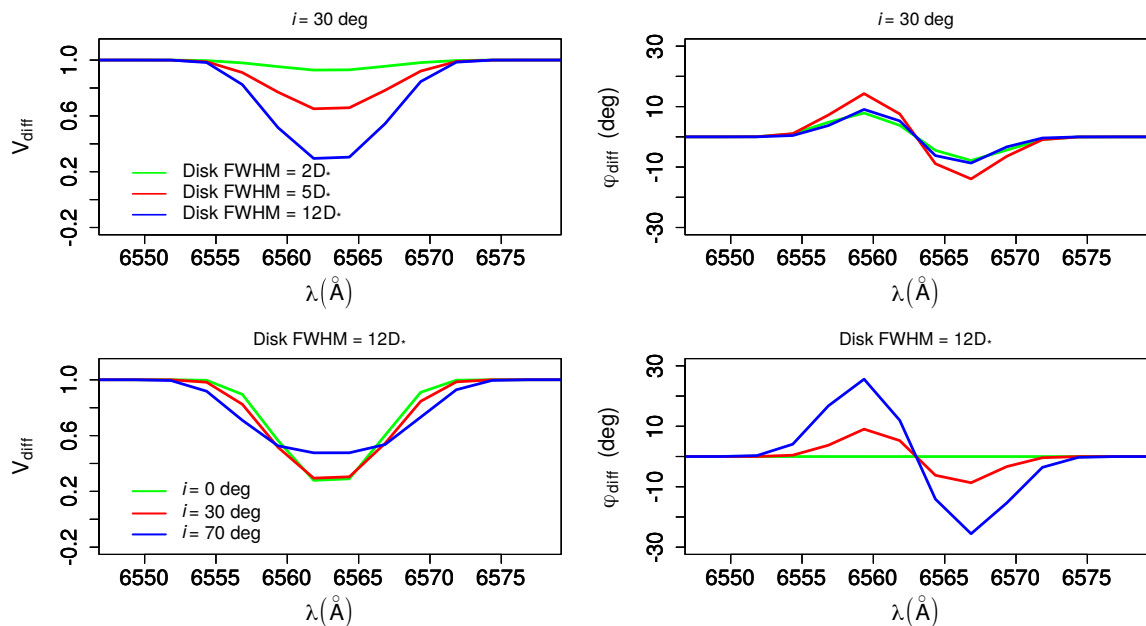 i = 30 deg
V_diff
1.0
0.6
0.2
-0.2
Disk FWHM = 2D*
Disk FWHM = 5D*
Disk FWHM = 12D*
6550 6555 6560 6565 6570 6575
λ(Å)
i = 30 deg
φ_diff (deg)
30
10
-10
-30
6550 6555 6560 6565 6570 6575
λ(Å)
Disk FWHM = 12D*
V_diff
1.0
0.6
0.2
-0.2
i = 0 deg
i = 30 deg
i = 70 deg
6550 6555 6560 6565 6570 6575
λ(Å)
Disk FWHM = 12D*
φ_diff (deg)
30
10
-10
-30
6550 6555 6560 6565 6570 6575
λ(Å)